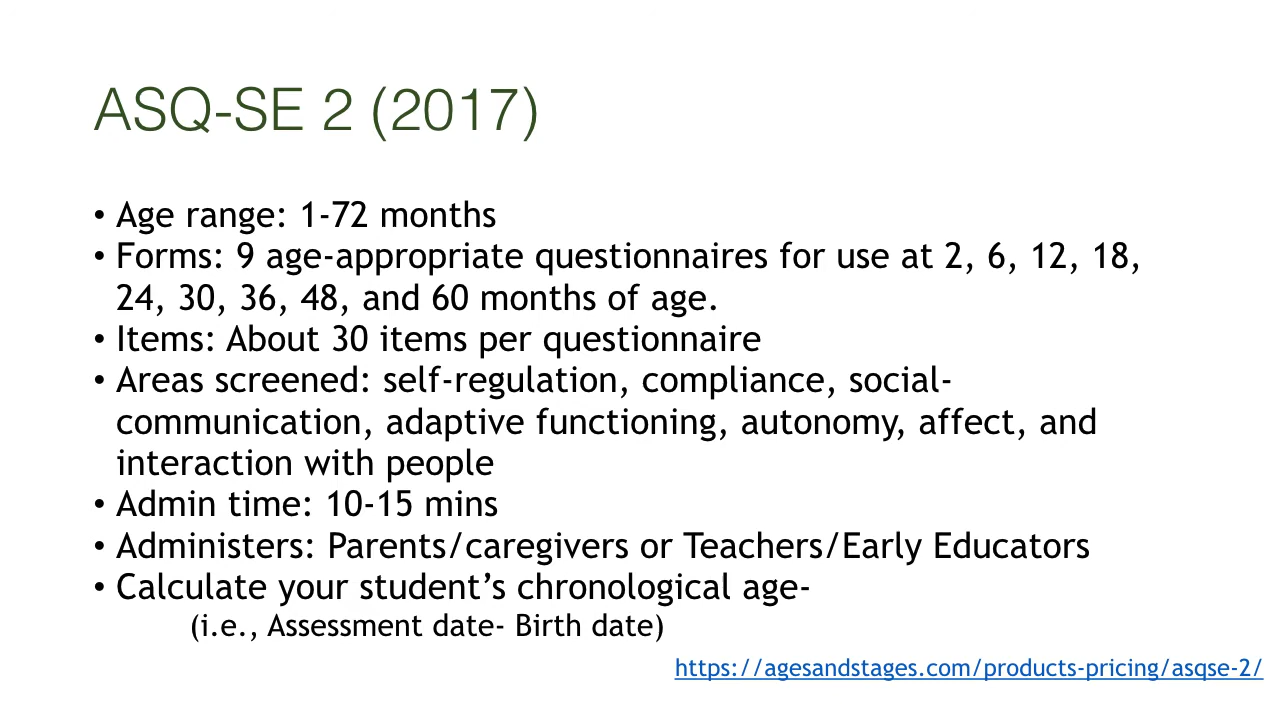 ASQ-SE 2 (2017)
• Age range: 1-72 months
• Forms: 9 age-appropriate questionnaires for use at 2, 6, 12, 18,
24, 30, 36, 48, and 60 months of age.
• Items: About 30 items per questionnaire
• Areas screened: self-regulation, compliance, social-
communication, adaptive functioning, autonomy, affect, and
interaction with people
• Admin time: 10-15 mins
• Administers: Parents/caregivers or Teachers/Early Educators
• Calculate your student’s chronological age-
(i.e., Assessment date- Birth date)
https://agesandstages.com/products-pricing/asqse-2/